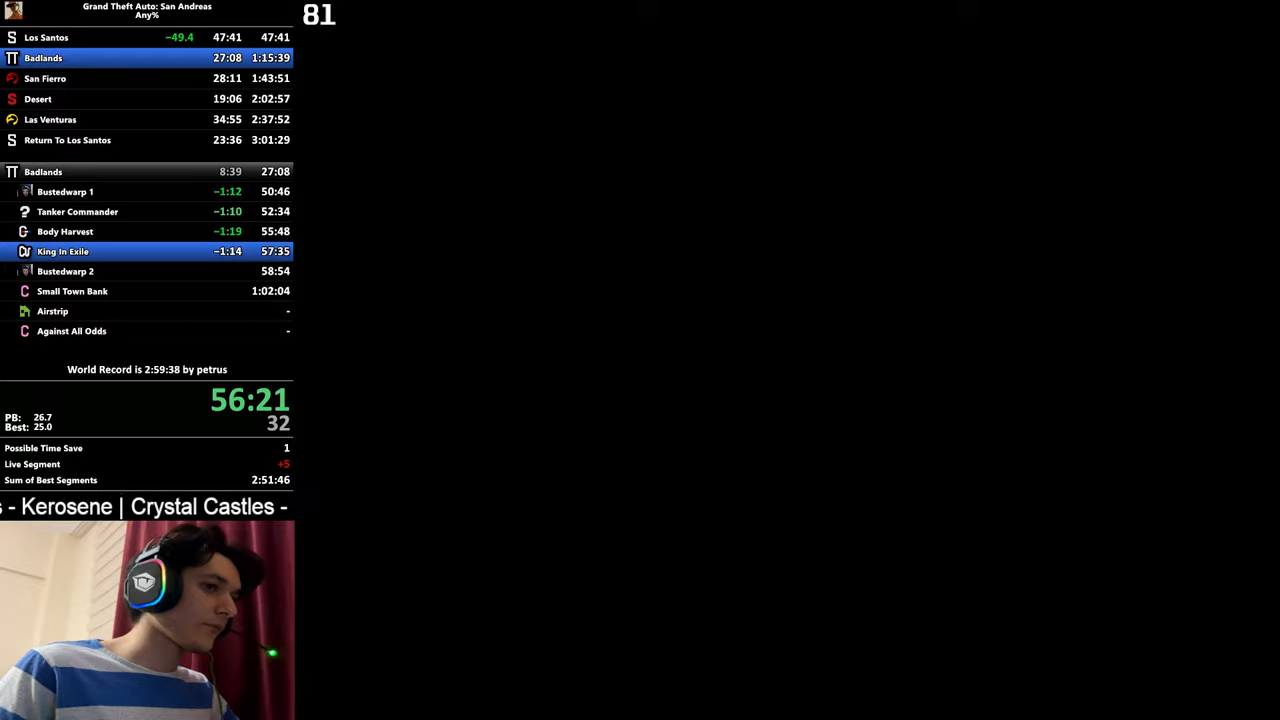 81
Grand Theft Auto: San Andreas
Any%
Los Santos −49.4 47:41 47:41
Badlands 27:08 1:15:39
San Fierro 28:11 1:43:51
Desert 19:06 2:02:57
Las Venturas 34:55 2:37:52
Return To Los Santos 23:36 3:01:29
Badlands 8:39 27:08
Bustedwarp 1 −1:12 50:46
Tanker Commander −1:10 52:34
Body Harvest −1:19 55:48
King In Exile −1:14 57:35
Bustedwarp 2 58:54
Small Town Bank 1:02:04
Airstrip -
Against All Odds -
World Record is 2:59:38 by petrus
56:21
PB: 26.7
Best: 25.0
32
Possible Time Save 1
Live Segment +5
Sum of Best Segments 2:51:46
s - Kerosene | Crystal Castles -